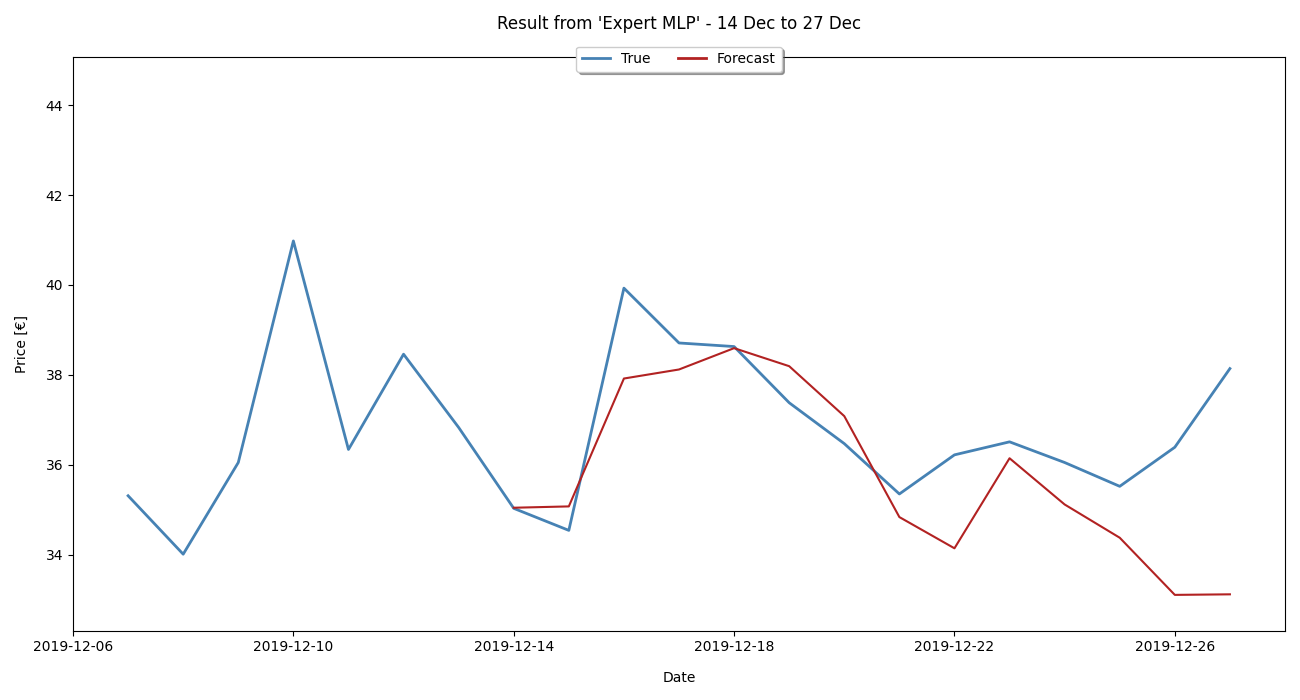 Result from 'Expert MLP' - 14 Dec to 27 Dec
True Forecast
44
42
40
38
36
34
Price [€]
2019-12-06 2019-12-10 2019-12-14 2019-12-18 2019-12-22 2019-12-26
Date